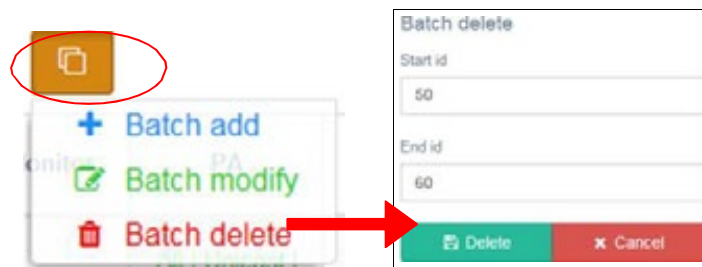 Batch add
Batch modify
Batch delete
Batch delete
Start id
50
End id
60
Delete
Cancel